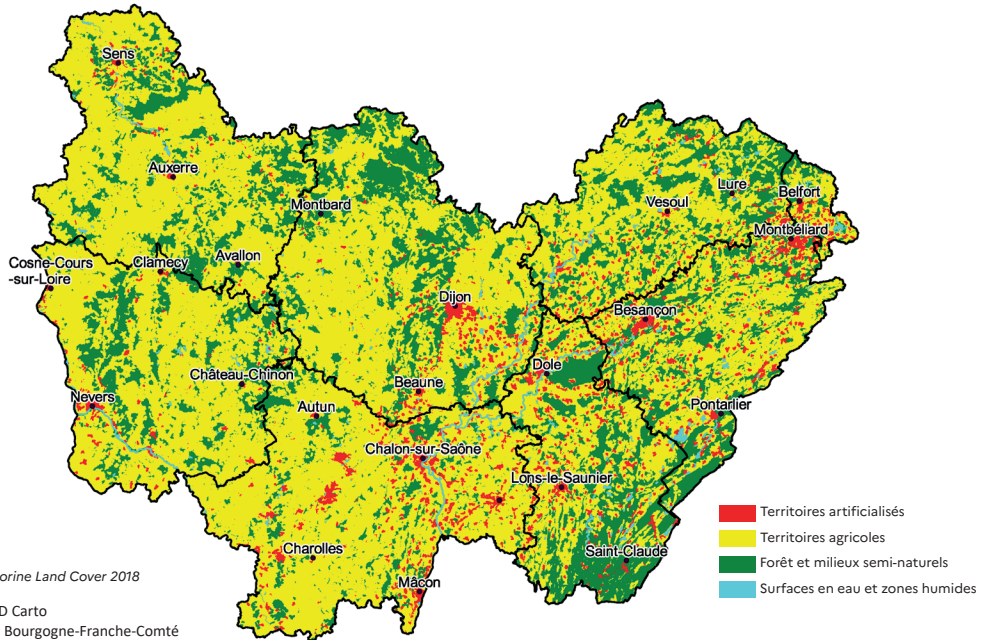 Sens
Auxerre
Montbard
Lure
Belfort
Vesoul
Montbéliard
Avallon
Clamecy
Cosne-Cours
-sur-Loire
Dijon
Besançon
Dole
Château-Chinon
Beaune
Nevers
Autun
Pontarlier
Chalon-sur-Saône
Lons-le-Saunier
Charolles
Saint-Claude
Mâcon
Territoires artificialisés
Territoires agricoles
Forêt et milieux semi-naturels
Surfaces en eau et zones humides
orine Land Cover 2018
D Carto
Bourgogne-Franche-Comté